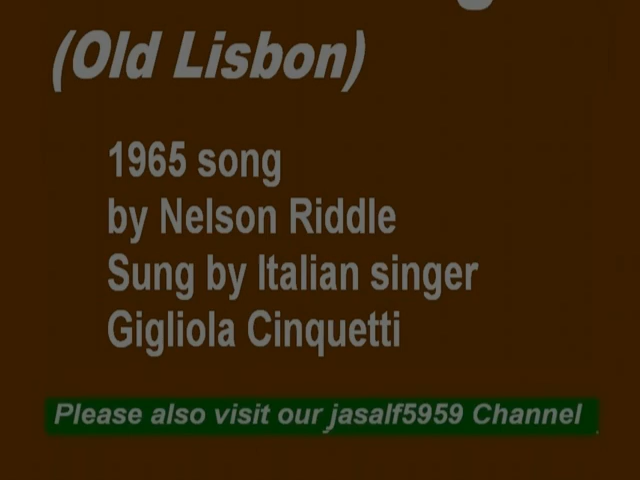 (Old Lisbon)
1965 song
by Nelson Riddle
Sung by Italian singer
Gigliola Cinquetti
Please also visit our jasalf5959 Channel